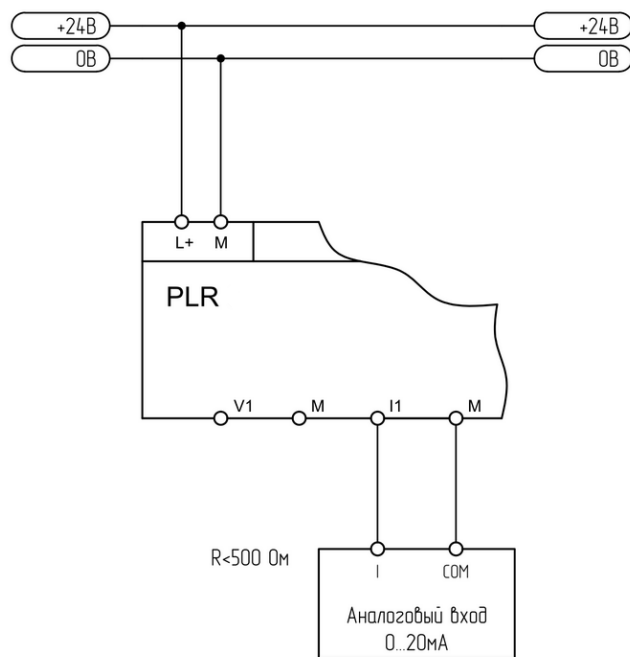 +24В +24В
0В 0В
L+ M
PLR
V1 M I1 M
R<500 Ом
I COM
Аналоговый вход
0...20мА